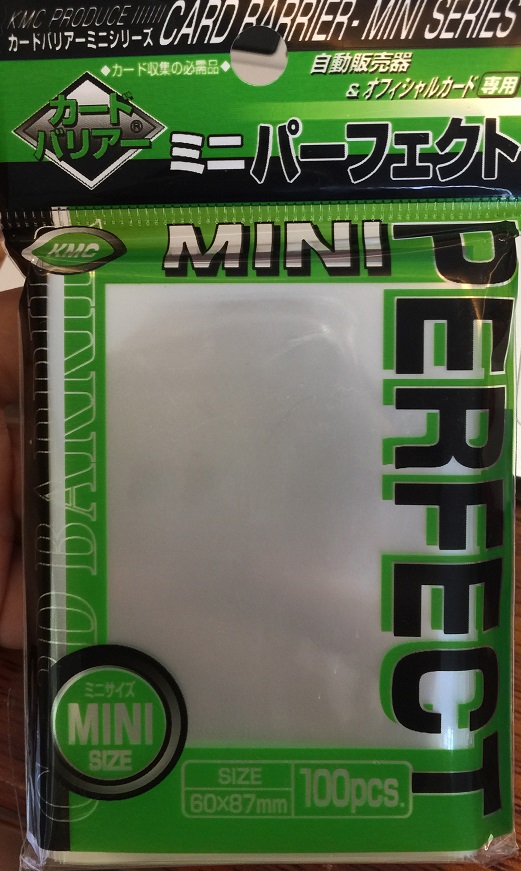 KMC PRODUCE
CARD BARRIER- MINI SERIES
カードバリアーミニシリーズ
◆カード収集の必需品◆
自動販売器
& オフィシャルカード専用
カード
バリアー®
ミニパーフェクト
KMC
MINI
PERFECT
CARD BARRIER
ミニサイズ
MINI
SIZE
SIZE
60×87mm
100pcs.